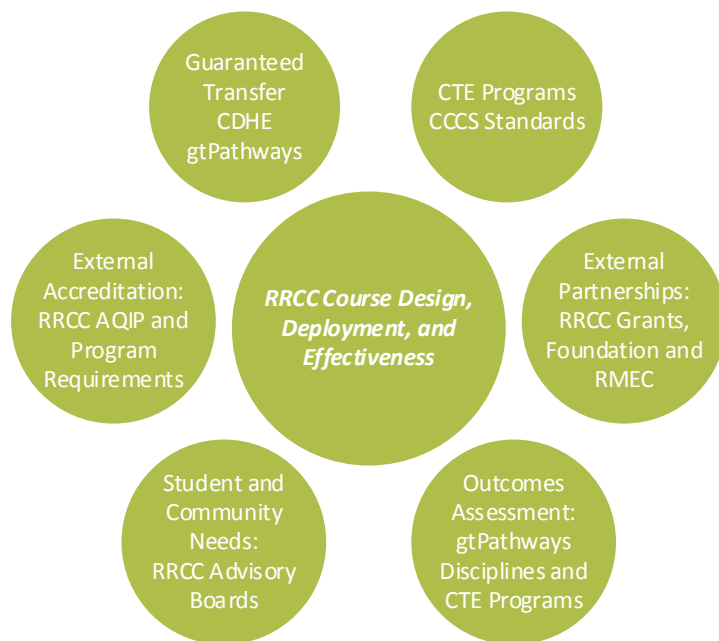 Guaranteed
Transfer
CDHE
gtPathways
CTE Programs
CCCS Standards
External
Accreditation:
RRCC AQIP and
Program
Requirements
RRCC Course Design,
Deployment, and
Effectiveness
External
Partnerships:
RRCC Grants,
Foundation and
RMEC
Student and
Community
Needs:
RRCC Advisory
Boards
Outcomes
Assessment:
gtPathways
Disciplines and
CTE Programs